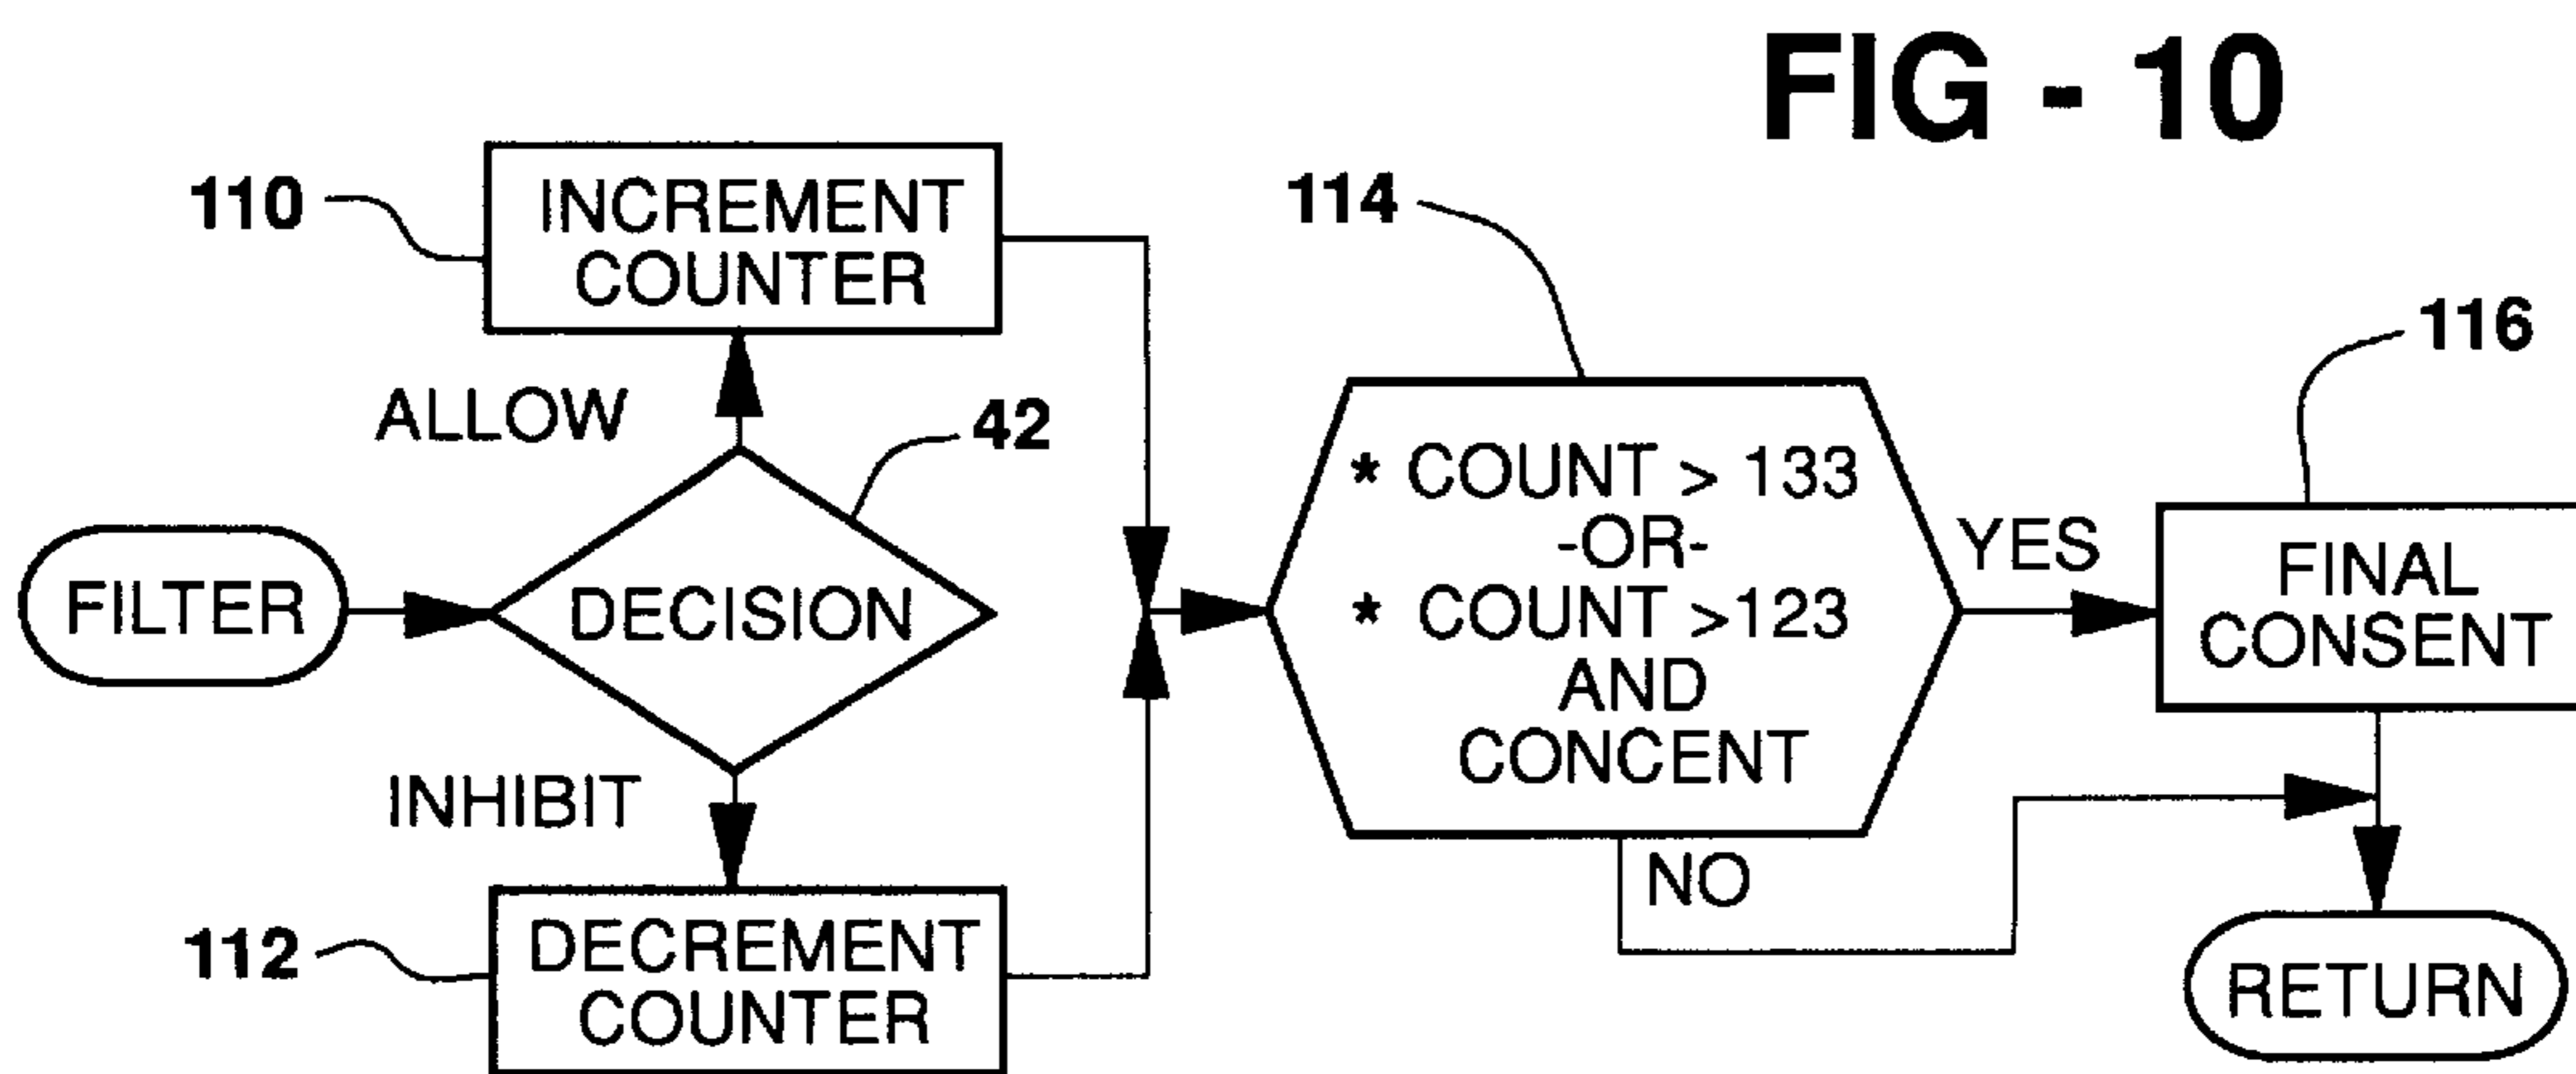 FIG - 10
110
INCREMENT
COUNTER
114
116
ALLOW
42
FILTER
DECISION
* COUNT > 133
-OR-
* COUNT >123
AND
CONCENT
YES
FINAL
CONSENT
INHIBIT
NO
112
DECREMENT
COUNTER
RETURN